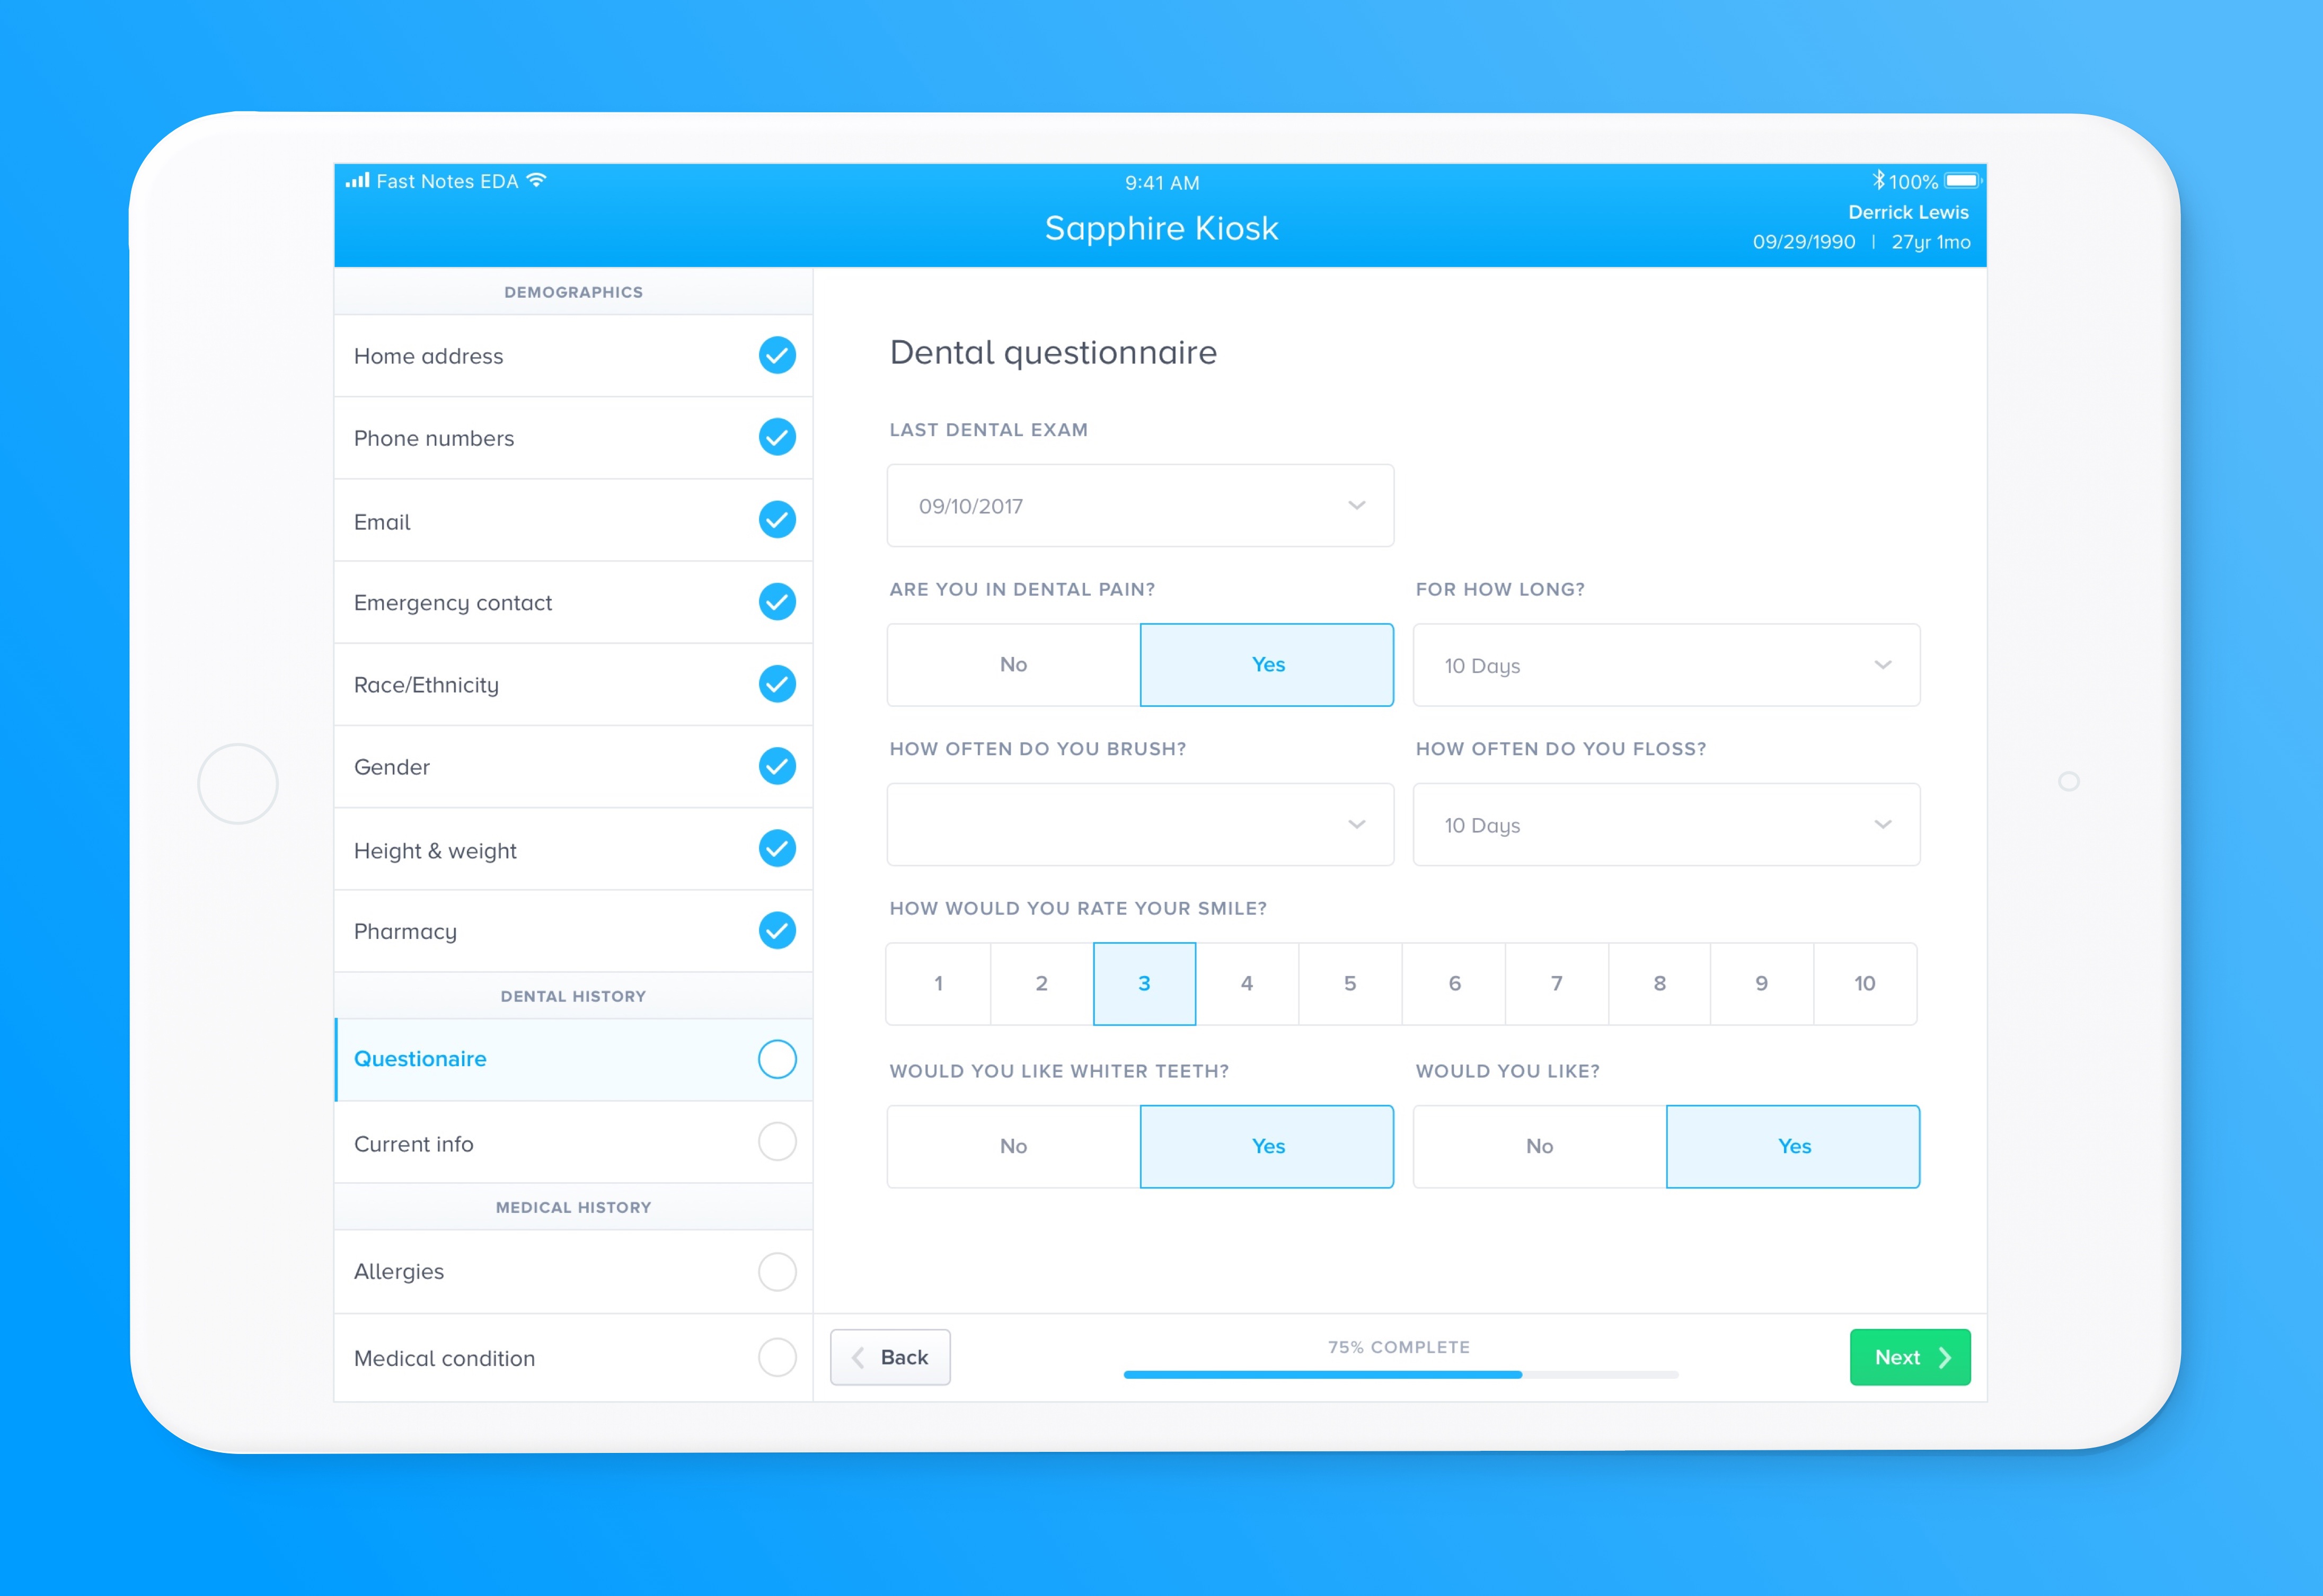 Fast Notes EDA
9:41 AM
100%
Sapphire Kiosk
Derrick Lewis
09/29/1990 | 27yr 1mo
DEMOGRAPHICS
Home address
Phone numbers
Email
Emergency contact
Race/Ethnicity
Gender
Height & weight
Pharmacy
DENTAL HISTORY
Questionaire
Current info
MEDICAL HISTORY
Allergies
Medical condition
Dental questionnaire
LAST DENTAL EXAM
09/10/2017
ARE YOU IN DENTAL PAIN?
No Yes
FOR HOW LONG?
10 Days
HOW OFTEN DO YOU BRUSH?
HOW OFTEN DO YOU FLOSS?
10 Days
HOW WOULD YOU RATE YOUR SMILE?
1 2 3 4 5 6 7 8 9 10
WOULD YOU LIKE WHITER TEETH?
No Yes
WOULD YOU LIKE?
No Yes
Back
75% COMPLETE
Next